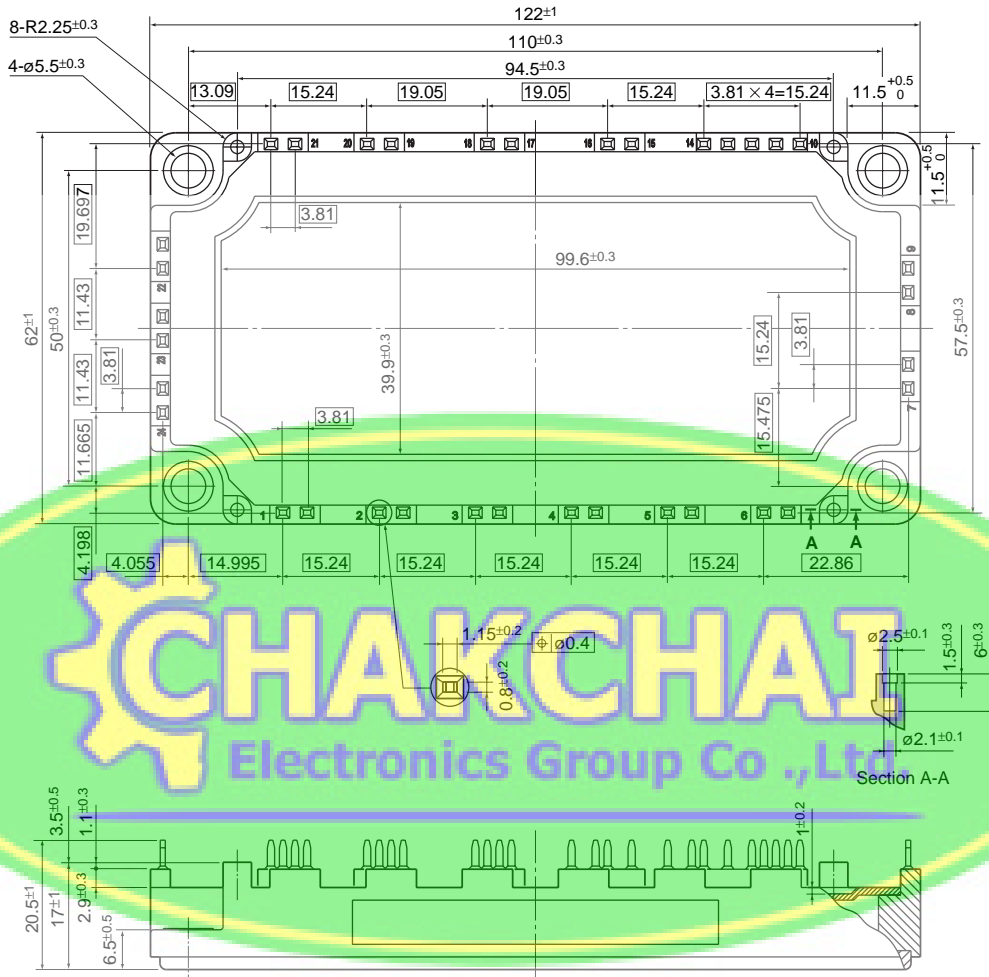 122±1
8-R2.25±0.3
110±0.3
4-ø5.5±0.3
94.5±0.3
13.09 15.24 19.05 19.05 15.24 3.81 × 4=15.24 11.5 +0.5 0
21 20 19 18 17 16 15 14 10
11.5 +0.5 0
19.697
3.81
9
99.6±0.3
22
8
62±1
50±0.3
11.43
15.24
3.81
57.5±0.3
23
39.9±0.3
11.43
3.81
3.81
7
15.475
24
11.665
1 2 3 4 5 6
A A
4.198
4.055 14.995 15.24 15.24 15.24 15.24 15.24 22.86
1.15±0.2 ø0.4
0.8±0.2
ø2.5±0.1
1.5±0.3
6±0.3
CHAKCHAI
ø2.1±0.1
Electronics Group Co .,Ltd.
Section A-A
3.5±0.5
1.1±0.3
1±0.2
20.5±1
17±1
2.9±0.3
6.5±0.5